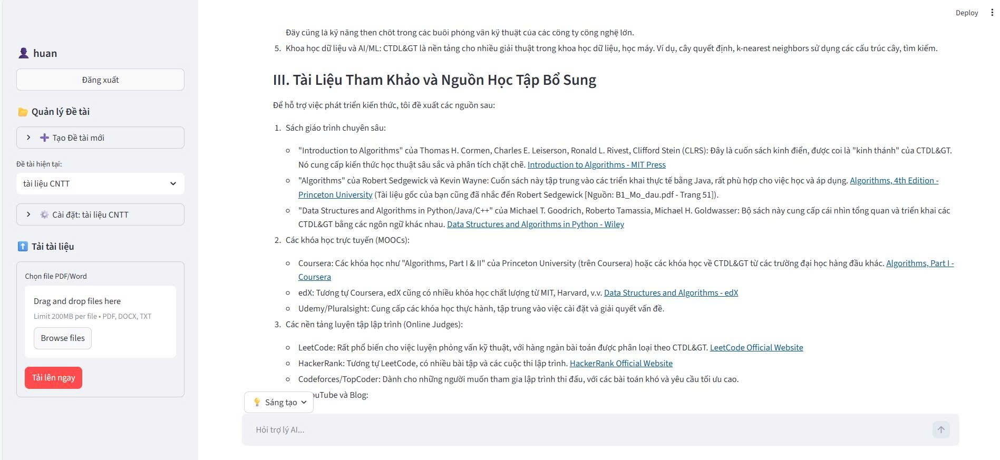 Deploy
huan
Đăng xuất
Quản lý Đề tài
Tạo Đề tài mới
Đề tài hiện tại:
tài liệu CNTT
Cài đặt: tài liệu CNTT
Tải tài liệu
Chọn file PDF/Word
Drag and drop files here
Limit 200MB per file • PDF, DOCX, TXT
Browse files
Tải lên ngay
Đây cũng là kỹ năng then chốt trong các buổi phỏng vấn kỹ thuật của các công ty công nghệ lớn.
5. Khoa học dữ liệu và AI/ML: CTDL&GT là nền tảng cho nhiều giải thuật trong khoa học dữ liệu, học máy. Ví dụ, cây quyết định, k-nearest neighbors sử dụng các cấu trúc cây, tìm kiếm.
III. Tài Liệu Tham Khảo và Nguồn Học Tập Bổ Sung
Để hỗ trợ việc phát triển kiến thức, tôi đề xuất các nguồn sau:
1. Sách giáo trình chuyên sâu:
"Introduction to Algorithms" của Thomas H. Cormen, Charles E. Leiserson, Ronald L. Rivest, Clifford Stein (CLRS): Đây là cuốn sách kinh điển, được coi là "kinh thánh" của CTDL&GT.
Nó cung cấp kiến thức học thuật sâu sắc và phân tích chặt chẽ. Introduction to Algorithms - MIT Press
"Algorithms" của Robert Sedgewick và Kevin Wayne: Cuốn sách này tập trung vào các triển khai thực tế bằng Java, rất phù hợp cho việc học và áp dụng. Algorithms, 4th Edition -
Princeton University (Tài liệu gốc của bạn cũng đã nhắc đến Robert Sedgewick [Nguồn: B1_Mo_dau.pdf - Trang 51]).
"Data Structures and Algorithms in Python/Java/C++" của Michael T. Goodrich, Roberto Tamassia, Michael H. Goldwasser: Bộ sách này cung cấp cái nhìn tổng quan và triển khai các
CTDL&GT bằng các ngôn ngữ khác nhau. Data Structures and Algorithms in Python - Wiley
2. Các khóa học trực tuyến (MOOCs):
Coursera: Các khóa học như "Algorithms, Part I & II" của Princeton University (trên Coursera) hoặc các khóa học về CTDL&GT từ các trường đại học hàng đầu khác. Algorithms, Part I -
Coursera
edX: Tương tự Coursera, edX cũng có nhiều khóa học chất lượng từ MIT, Harvard, v.v. Data Structures and Algorithms - edX
Udemy/Pluralsight: Cung cấp các khóa học thực hành, tập trung vào việc cài đặt và giải quyết vấn đề.
3. Các nền tảng luyện tập lập trình (Online Judges):
LeetCode: Rất phổ biến cho việc luyện phỏng vấn kỹ thuật, với hàng ngàn bài toán được phân loại theo CTDL&GT. LeetCode Official Website
HackerRank: Tương tự LeetCode, có nhiều bài tập và các cuộc thi lập trình. HackerRank Official Website
Codeforces/TopCoder: Dành cho những người muốn tham gia lập trình thi đấu, với các bài toán khó và yêu cầu tối ưu cao.
ouTube và Blog:
Sáng tạo
Hỏi trợ lý AI...